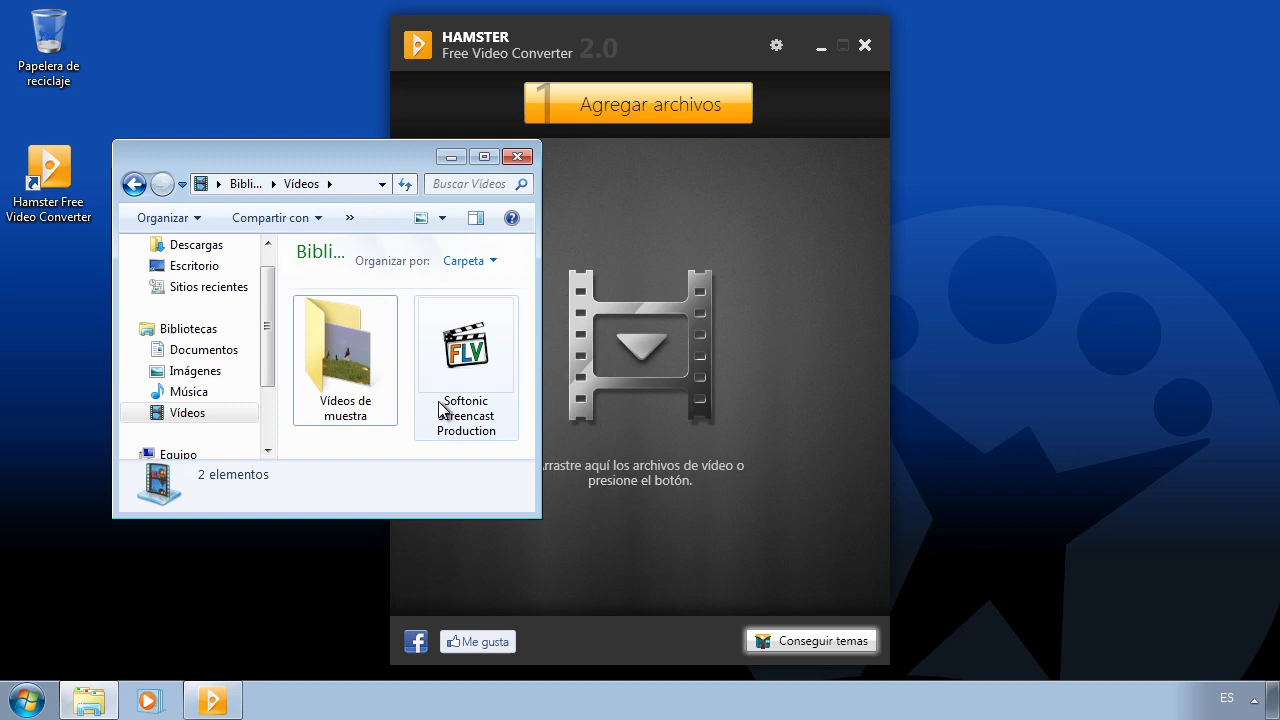 Papelera de
reciclaje
Hamster Free
Video Converter
HAMSTER
Free Video Converter 2.0
1 Agregar archivos
Bibli... Vídeos
Buscar Vídeos
Organizar
Compartir con
»
Descargas
Escritorio
Sitios recientes
Bibliotecas
Documentos
Imágenes
Música
Vídeos
Equipo
Bibli...
Organizar por: Carpeta
Vídeos de
muestra
FLV
Softonic
Screencast
Production
2 elementos
Arrastre aquí los archivos de vídeo o
presione el botón.
Me gusta
Conseguir temas
ES